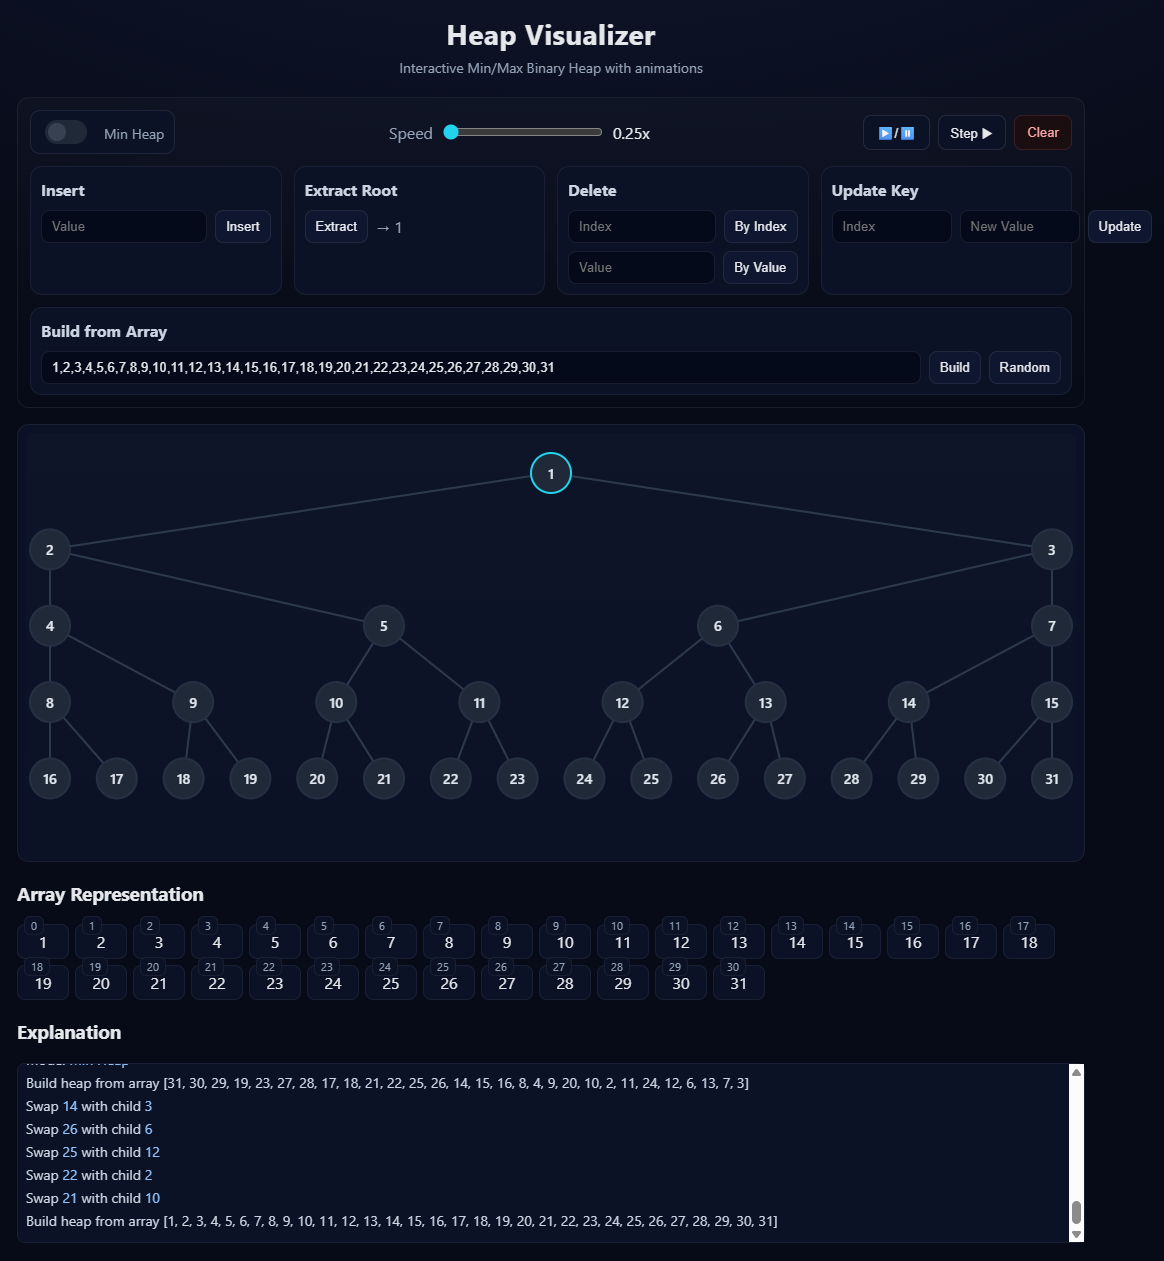 Heap Visualizer
Interactive Min/Max Binary Heap with animations
Min Heap
Speed 0.25x
/
Step ▶
Clear
Insert
Value
Insert
Extract Root
Extract → 1
Delete
Index
By Index
Value
By Value
Update Key
Index
New Value
Update
Build from Array
1,2,3,4,5,6,7,8,9,10,11,12,13,14,15,16,17,18,19,20,21,22,23,24,25,26,27,28,29,30,31
Build
Random
1
2 3
4 5 6 7
8 9 10 11 12 13 14 15
16 17 18 19 20 21 22 23 24 25 26 27 28 29 30 31
Array Representation
0 1 2 3 4 5 6 7 8 9 10 11 12 13 14 15 16 17
1 2 3 4 5 6 7 8 9 10 11 12 13 14 15 16 17 18
18 19 20 21 22 23 24 25 26 27 28 29 30
19 20 21 22 23 24 25 26 27 28 29 30 31
Explanation
Build heap from array [31, 30, 29, 19, 23, 27, 28, 17, 18, 21, 22, 25, 26, 14, 15, 16, 8, 4, 9, 20, 10, 2, 11, 24, 12, 6, 13, 7, 3]
Swap 14 with child 3
Swap 26 with child 6
Swap 25 with child 12
Swap 22 with child 2
Swap 21 with child 10
Build heap from array [1, 2, 3, 4, 5, 6, 7, 8, 9, 10, 11, 12, 13, 14, 15, 16, 17, 18, 19, 20, 21, 22, 23, 24, 25, 26, 27, 28, 29, 30, 31]